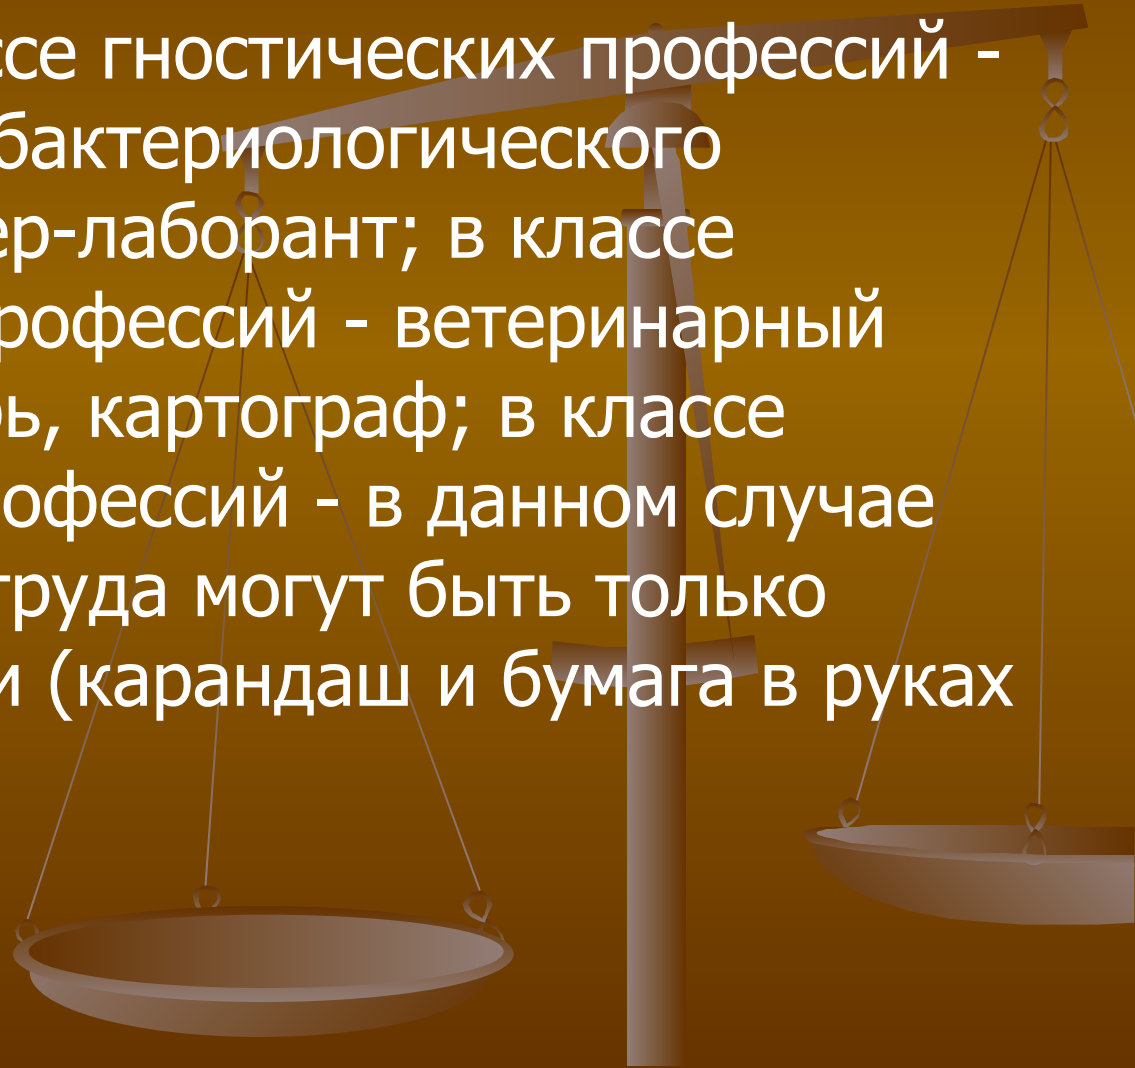 ссе гностических профессий -
бактериологического
ер-лаборант; в классе
рофессий - ветеринарный
рь, картограф; в классе
офессий - в данном случае
труда могут быть только
и (карандаш и бумага в руках